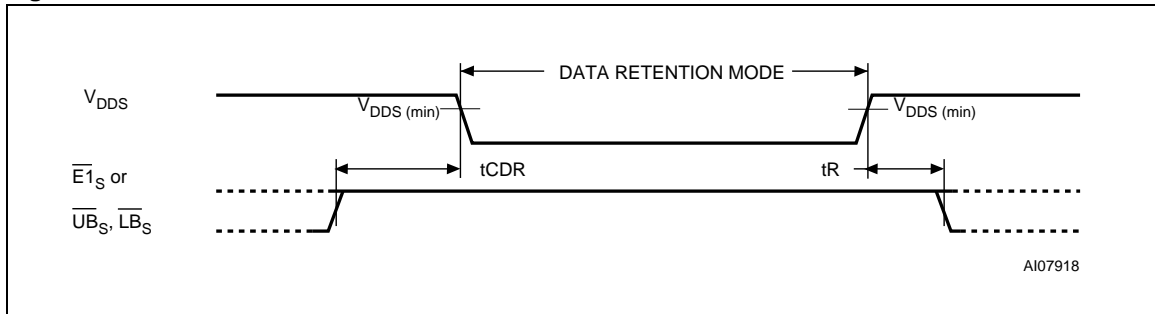 DATA RETENTION MODE
VDDS
VDDS (min)
VDDS (min)
tCDR
tR
E1S or
UBS, LBS
AI07918